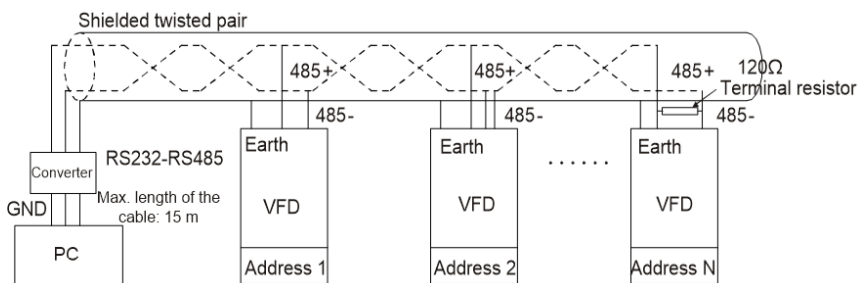 Shielded twisted pair
485+
485+
485+
120Ω
Terminal resistor
485-
485-
485-
Earth
Earth
Earth
Converter
RS232-RS485
GND
Max. length of the
cable: 15 m
VFD
VFD
......
VFD
PC
Address 1
Address 2
Address N